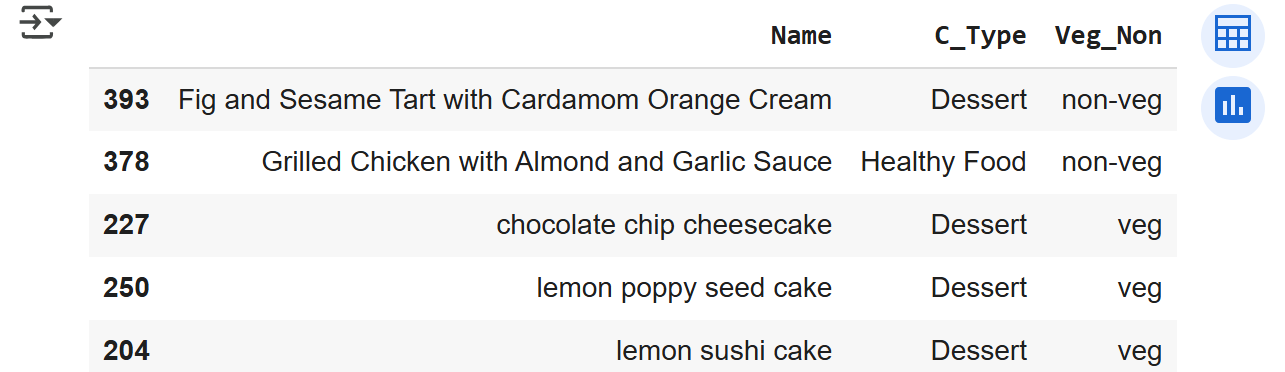 Name C_Type Veg_Non
393 Fig and Sesame Tart with Cardamom Orange Cream Dessert non-veg
378 Grilled Chicken with Almond and Garlic Sauce Healthy Food non-veg
227 chocolate chip cheesecake Dessert veg
250 lemon poppy seed cake Dessert veg
204 lemon sushi cake Dessert veg